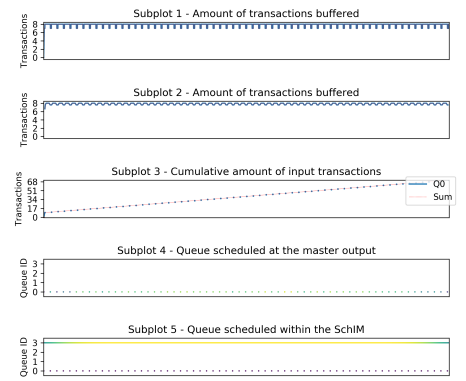 Subplot 1 - Amount of transactions buffered
Transactions
8
6
4
2
0
Subplot 2 - Amount of transactions buffered
Transactions
8
6
4
2
0
Subplot 3 - Cumulative amount of input transactions
Transactions
68
51
34
17
0
Q0
Sum
Subplot 4 - Queue scheduled at the master output
Queue ID
3
2
1
0
Subplot 5 - Queue scheduled within the SchIM
Queue ID
3
2
1
0